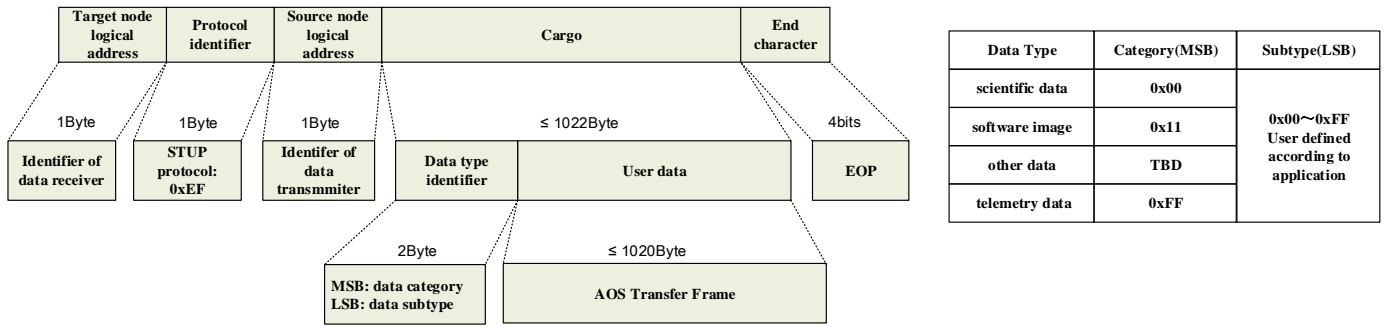 Target node
logical
address
Protocol
identifier
Source node
logical
address
Cargo
End
character
1Byte
1Byte
1Byte
≤ 1022Byte
4bits
Identifier of
data receiver
STUP
protocol:
0xEF
Identifer of
data
transmmiter
Data type
identifier
User data
EOP
2Byte
≤ 1020Byte
MSB: data category
LSB: data subtype
AOS Transfer Frame
Data Type
Category(MSB)
Subtype(LSB)
scientific data
0x00
software image
0x11
other data
TBD
telemetry data
0xFF
0x00～0xFF
User defined
according to
application